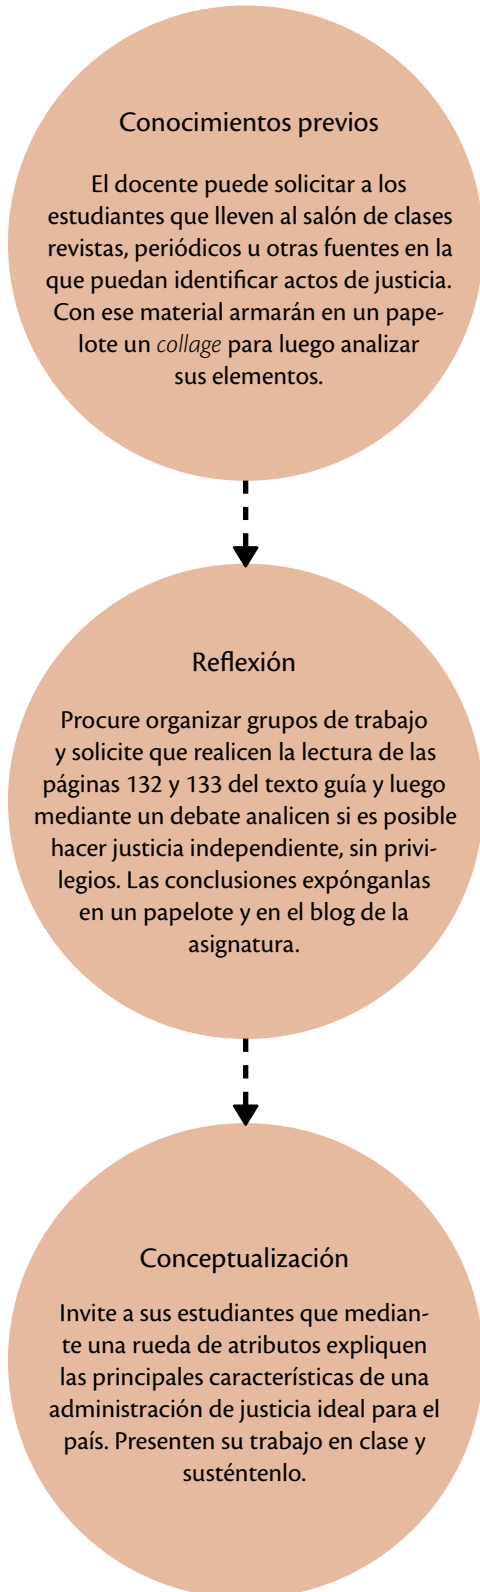 Conocimientos previos
El docente puede solicitar a los
estudiantes que lleven al salón de clases
revistas, periódicos u otras fuentes en la
que puedan identificar actos de justicia.
Con ese material armarán en un pape-
lote un collage para luego analizar
sus elementos.
Reflexión
Procure organizar grupos de trabajo
y solicite que realicen la lectura de las
páginas 132 y 133 del texto guía y luego
mediante un debate analicen si es posible
hacer justicia independiente, sin privi-
legios. Las conclusiones expónganlas
en un papelote y en el blog de la
asignatura.
Conceptualización
Invite a sus estudiantes que median-
te una rueda de atributos expliquen
las principales características de una
administración de justicia ideal para el
país. Presenten su trabajo en clase y
susténtenlo.